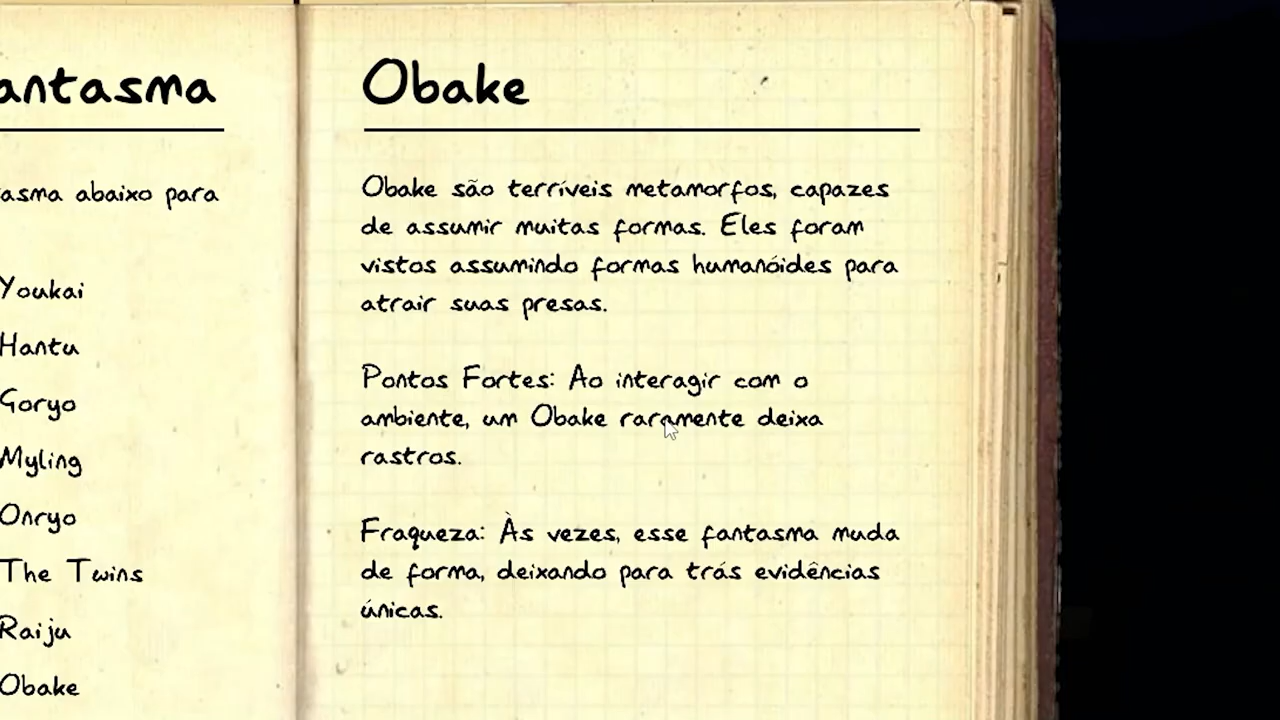 antasma
asma abaixo para
Youkai
Hantu
Goryo
Myling
Onryo
The Twins
Raiju
Obake
Obake
Obake são terríveis metamorfos, capazes
de assumir muitas formas. Eles foram
vistos assumindo formas humanóides para
atrair suas presas.
Pontos Fortes: Ao interagir com o
ambiente, um Obake raramente deixa
rastros.
Fraqueza: Às vezes, esse fantasma muda
de forma, deixando para trás evidências
únicas.